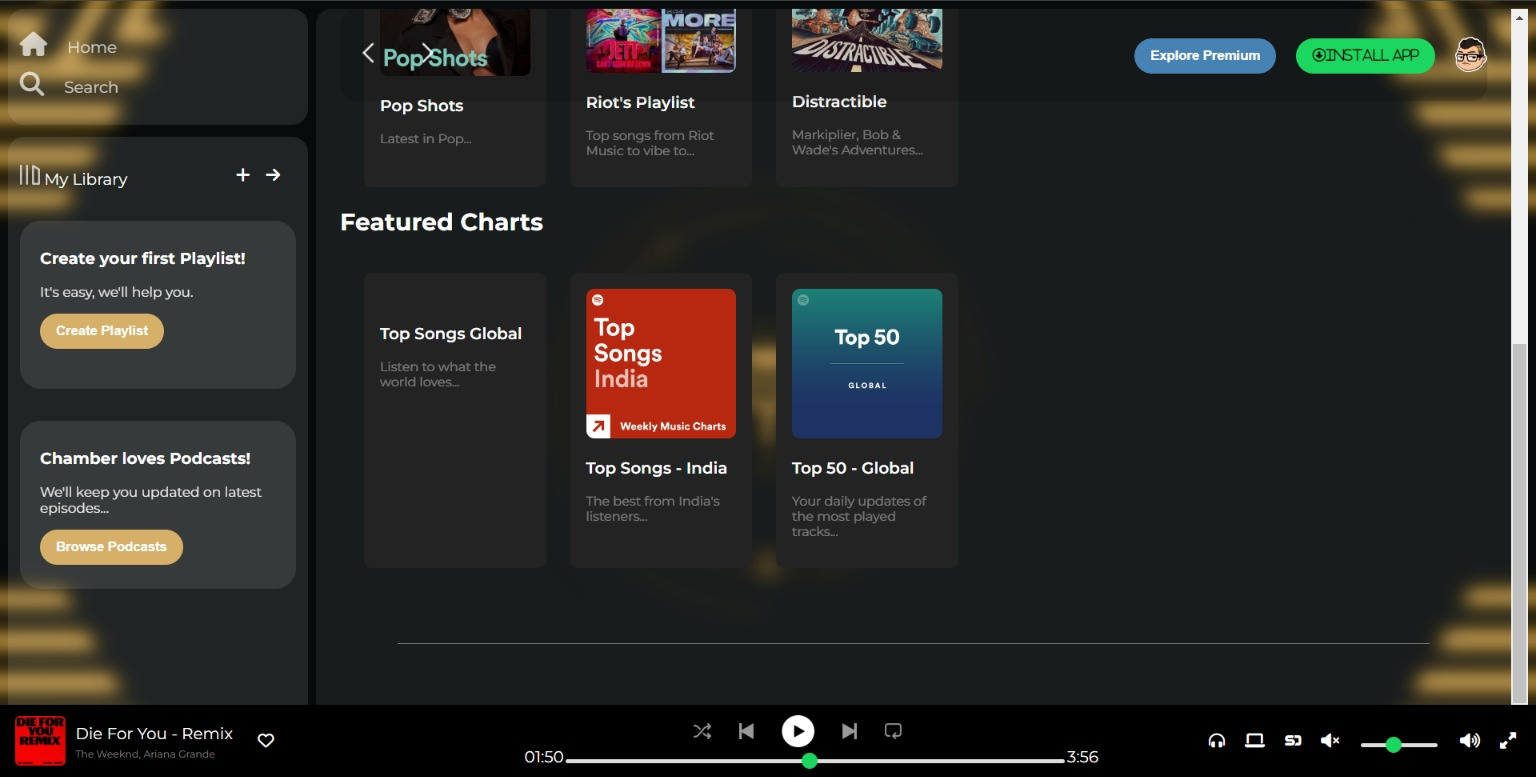 Home
Search
My Library
Create your first Playlist!
It's easy, we'll help you.
Create Playlist
Chamber loves Podcasts!
We'll keep you updated on latest
episodes...
Browse Podcasts
Explore Premium
INSTALL APP
Pop Shots
MORE
DISTRACTIBLE
Pop Shots
Latest in Pop...
Riot's Playlist
Top songs from Riot
Music to vibe to...
Distractible
Markiplier, Bob &
Wade's Adventures...
Featured Charts
Top Songs Global
Listen to what the
world loves...
Top
Songs
India
Weekly Music Charts
Top Songs - India
The best from India's
listeners...
Top 50
GLOBAL
Top 50 - Global
Your daily updates of
the most played
tracks...
DIE FOR
YOU
REMIX
Die For You - Remix
The Weeknd, Ariana Grande
01:50
3:56